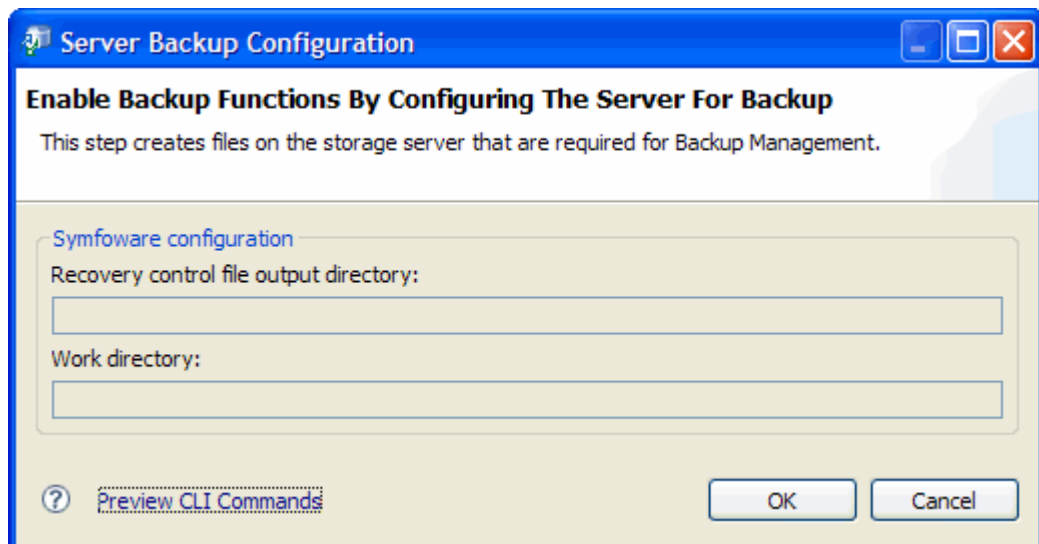 Server Backup Configuration
Enable Backup Functions By Configuring The Server For Backup
This step creates files on the storage server that are required for Backup Management.
Symfoware configuration
Recovery control file output directory:
Work directory:
? Preview CLI Commands OK Cancel